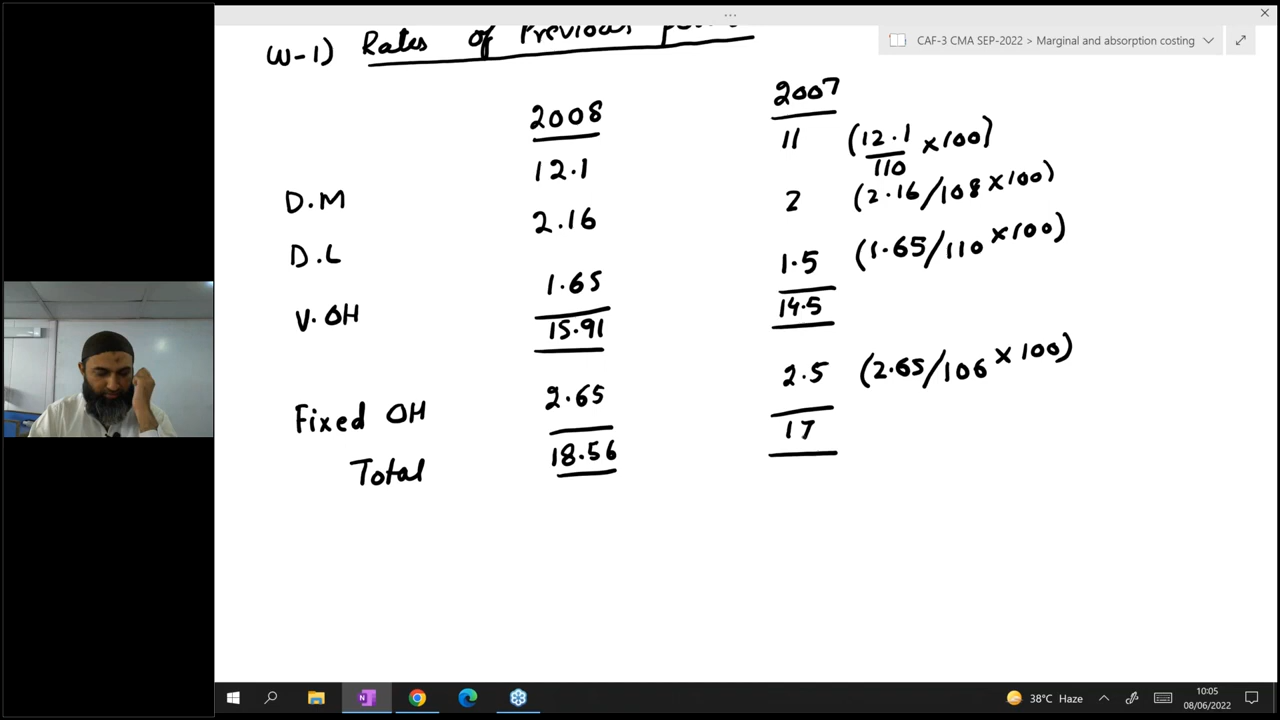 CAF-3 CMA SEP-2022 > Marginal and absorption costing
W-1) Rates of Previous
2008 2007
12.1 11 (12.1/110 ×100)
D.M 2.16 2 (2.16/108 ×100)
D.L 1.65 1.5 (1.65/110 ×100)
V.OH 15.91 14.5
Fixed OH 2.65 2.5 (2.65/106 ×100)
Total 18.56 17
38°C Haze
10:05
08/06/2022